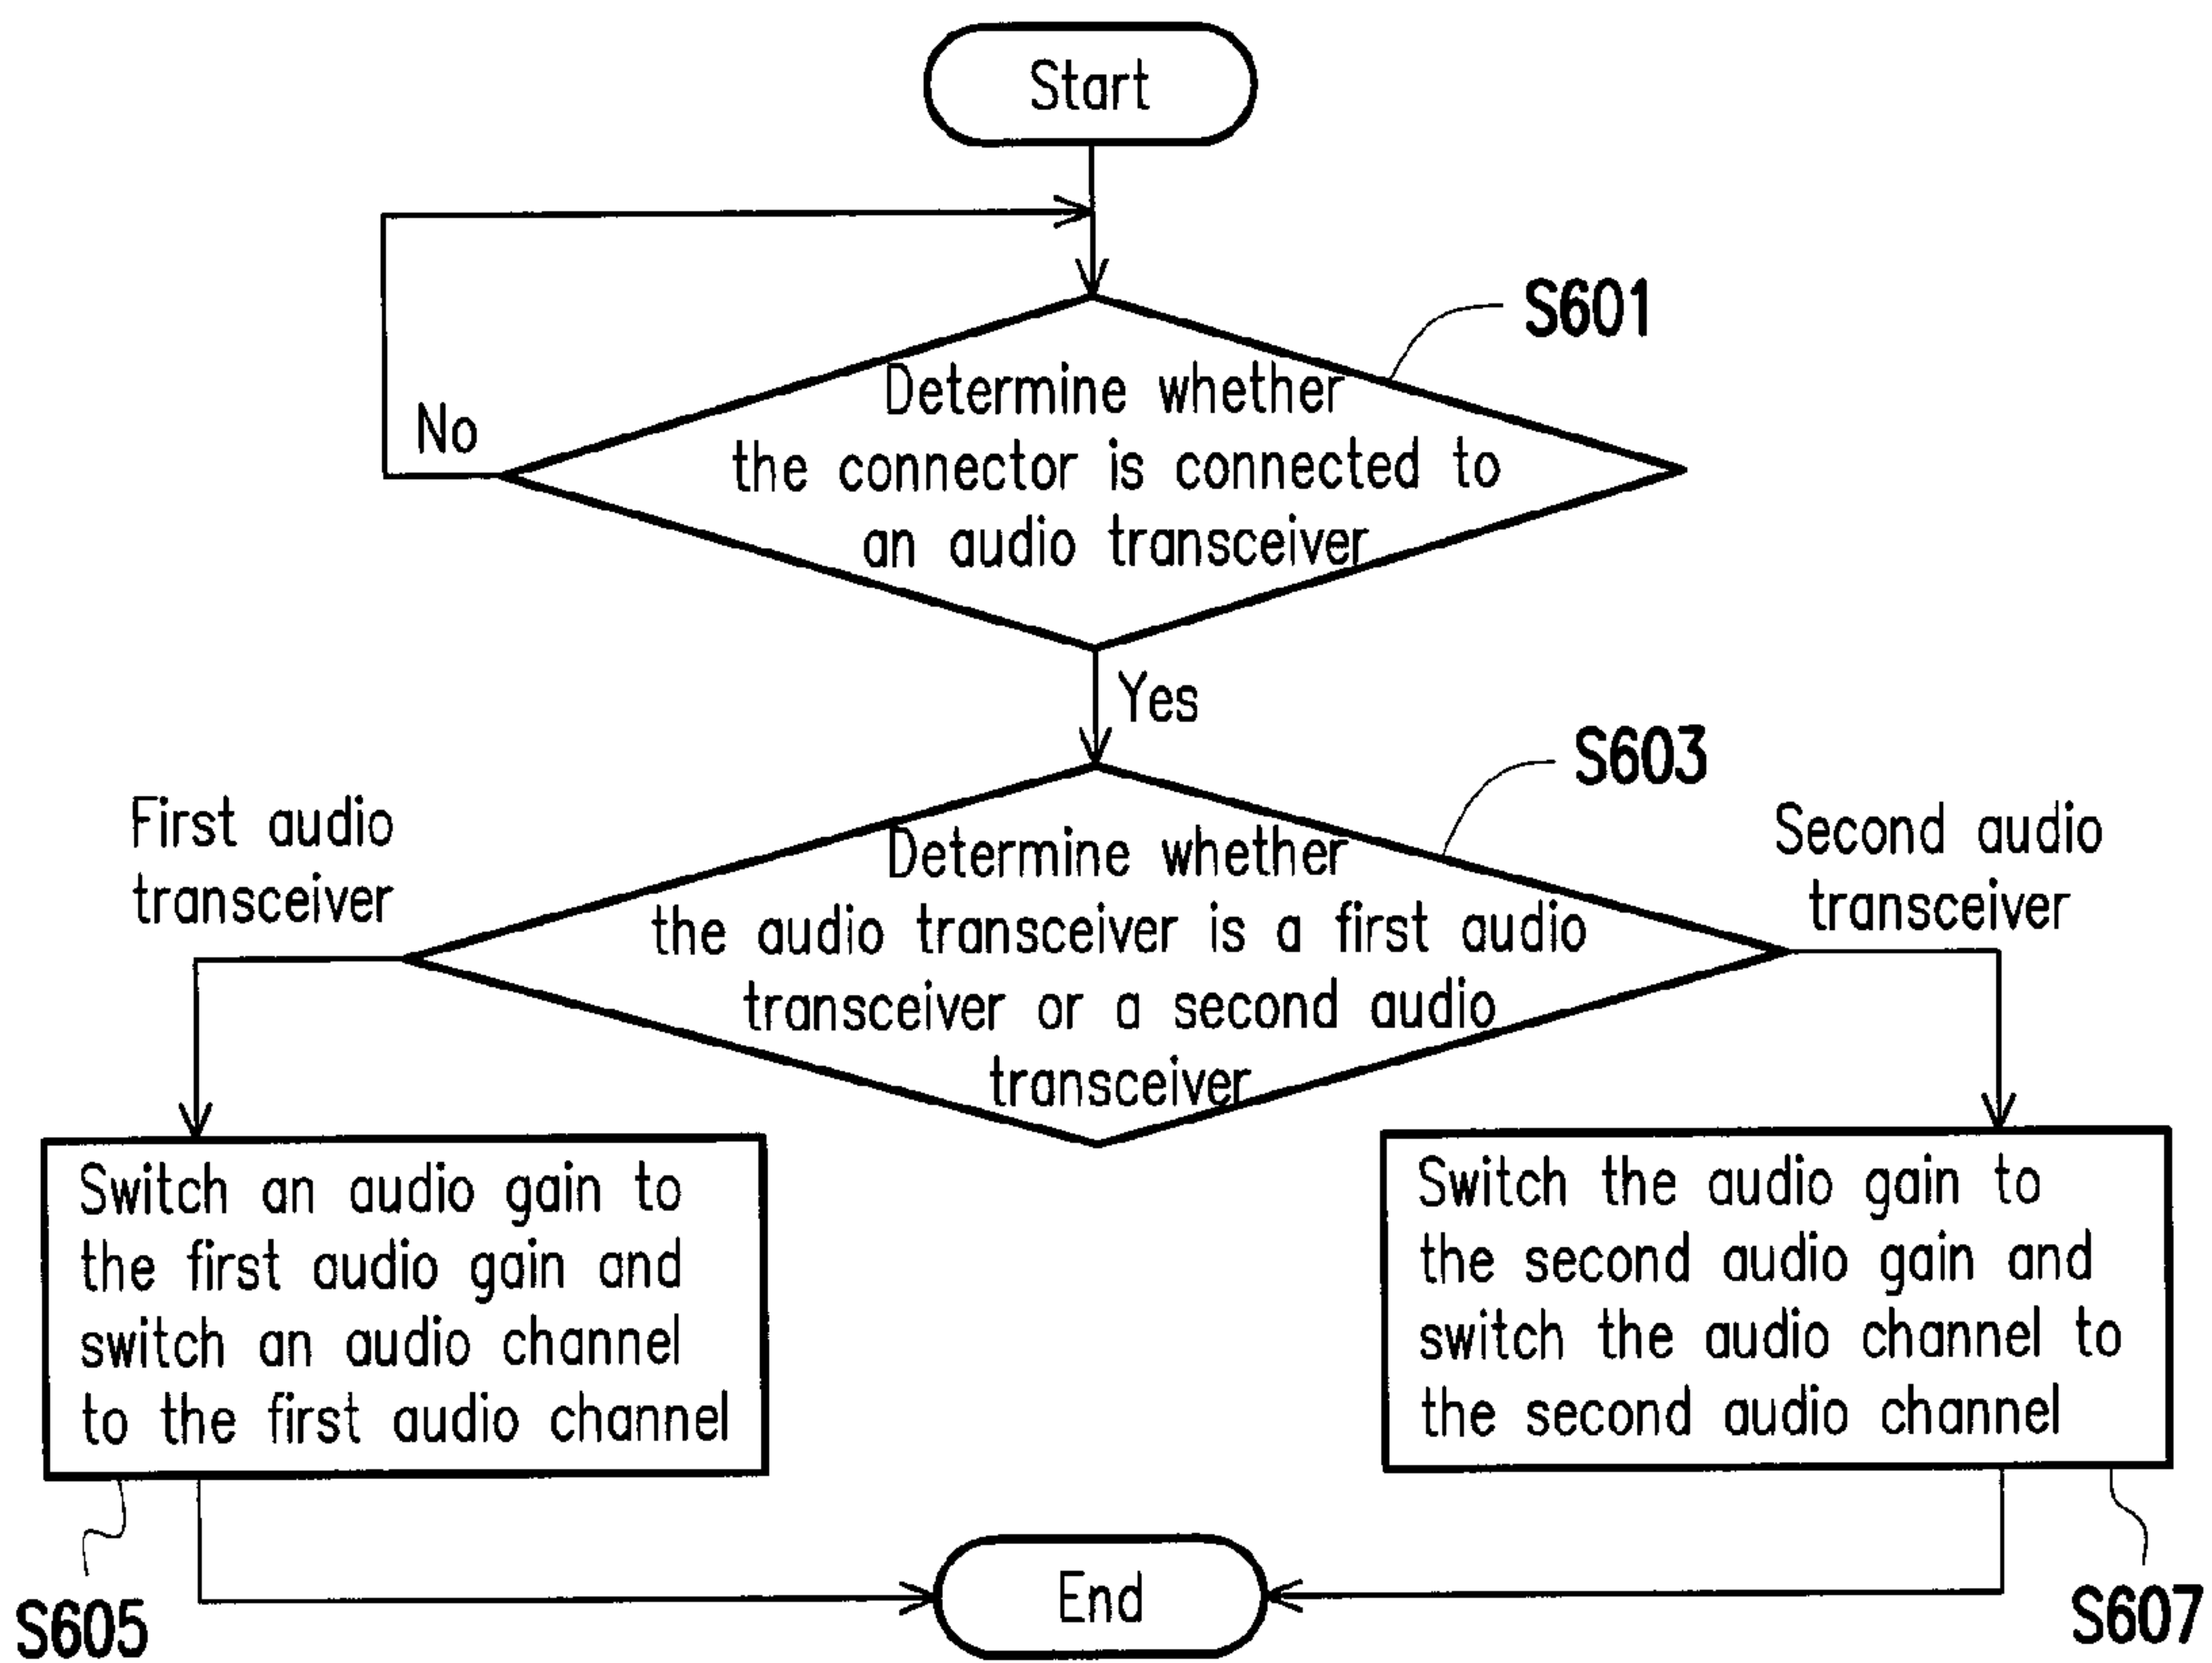 Start
S601
Determine whether
the connector is connected to
an audio transceiver
No
Yes
S603
First audio
transceiver
Determine whether
the audio transceiver is a first audio
transceiver or a second audio
transceiver
Second audio
transceiver
Switch an audio gain to
the first audio gain and
switch an audio channel
to the first audio channel
Switch the audio gain to
the second audio gain and
switch the audio channel to
the second audio channel
S605
End
S607